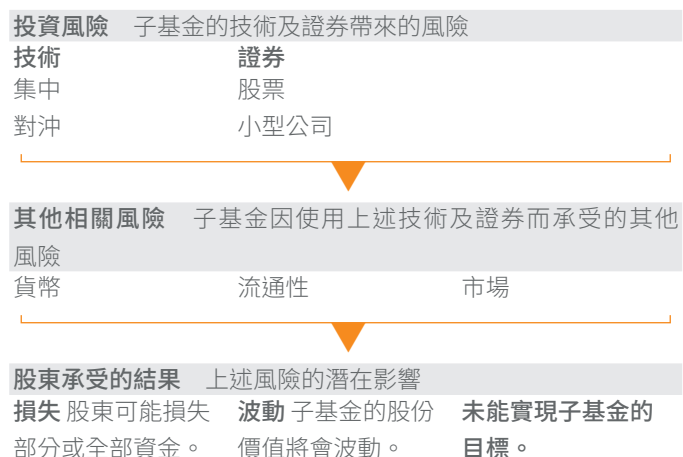 投資風險 子基金的技術及證券帶來的風險
技術 證券
集中 股票
對沖 小型公司
其他相關風險 子基金因使用上述技術及證券而承受的其他
風險
貨幣 流通性 市場
股東承受的結果 上述風險的潛在影響
損失 股東可能損失 波動 子基金的股份 未能實現子基金的
部分或全部資金。 價值將會波動。 目標。